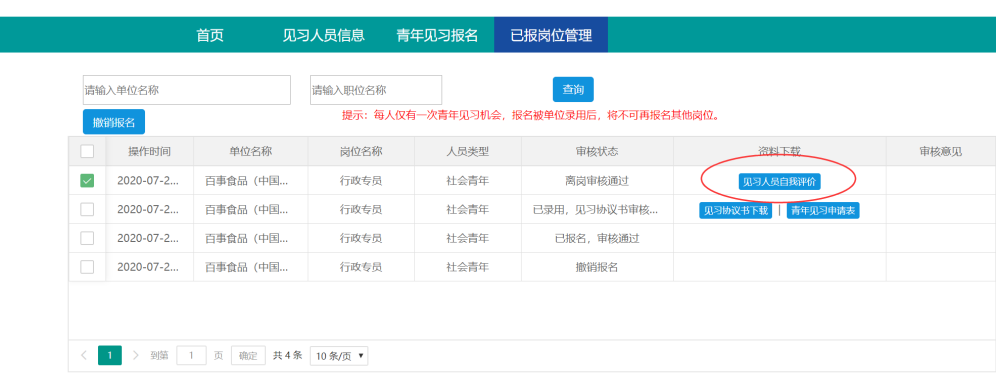 首页 见习人员信息 青年见习报名 已报岗位管理
请输入单位名称 请输入职位名称 查询
撤销报名 提示：每人仅有一次青年见习机会，报名被单位录用后，将不可再报名其他岗位。
操作时间 单位名称 岗位名称 人员类型 审核状态 资料下载 审核意见
2020-07-2... 百事食品（中国... 行政专员 社会青年 离岗审核通过 见习人员自我评价
2020-07-2... 百事食品（中国... 行政专员 社会青年 已录用，见习协议书审核... 见习协议书下载 | 青年见习申请表
2020-07-2... 百事食品（中国... 行政专员 社会青年 已报名，审核通过
2020-07-2... 百事食品（中国... 行政专员 社会青年 撤销报名
< 1 > 到第 1 页 确定 共 4 条 10 条/页